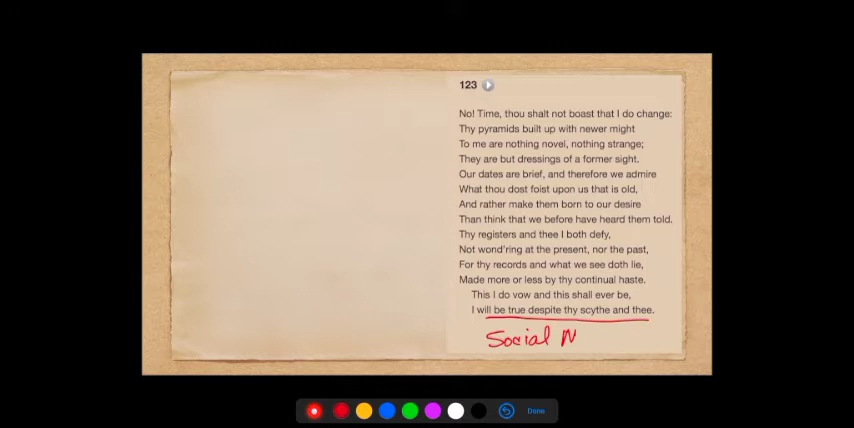 123
No! Time, thou shalt not boast that I do change:
Thy pyramids built up with newer might
To me are nothing novel, nothing strange;
They are but dressings of a former sight.
Our dates are brief, and therefore we admire
What thou dost foist upon us that is old,
And rather make them born to our desire
Than think that we before have heard them told.
Thy registers and thee I both defy,
Not wond'ring at the present, nor the past,
For thy records and what we see doth lie,
Made more or less by thy continual haste.
This I do vow and this shall ever be,
I will be true despite thy scythe and thee.
Social N
Done